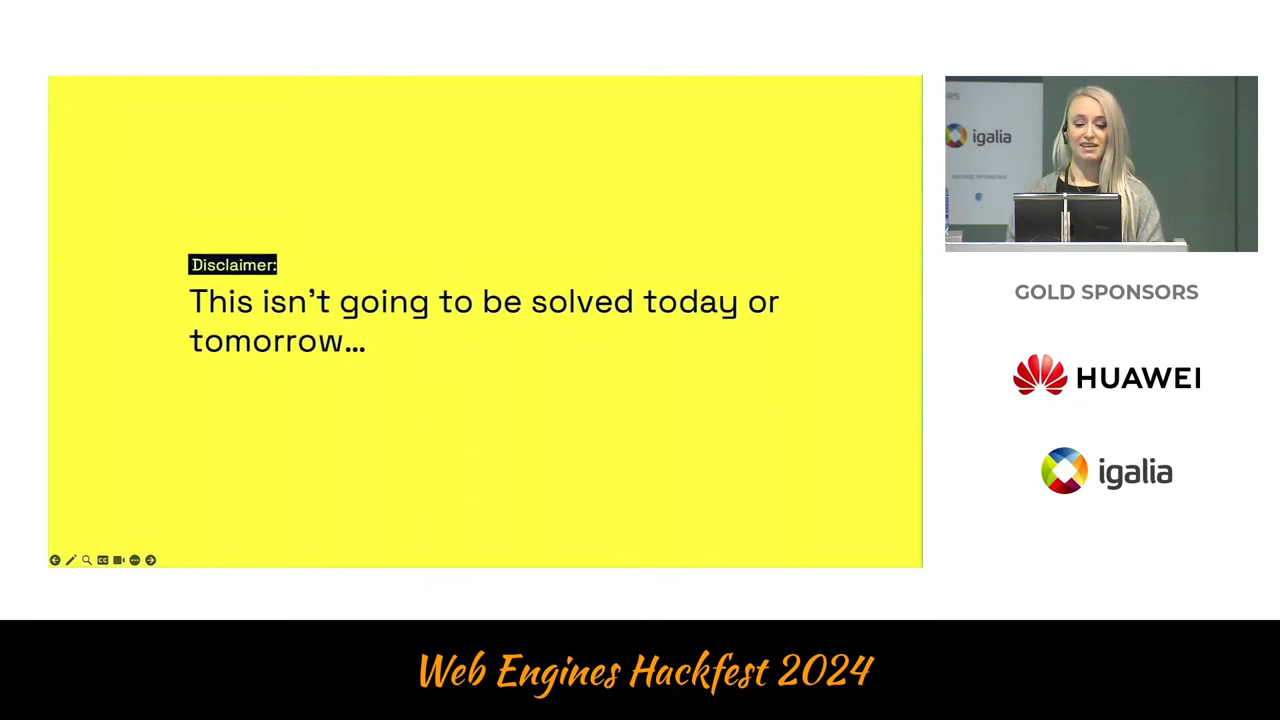 Disclaimer:
This isn't going to be solved today or
tomorrow...
igalia
GOLD SPONSORS
HUAWEI
igalia
Web Engines Hackfest 2024